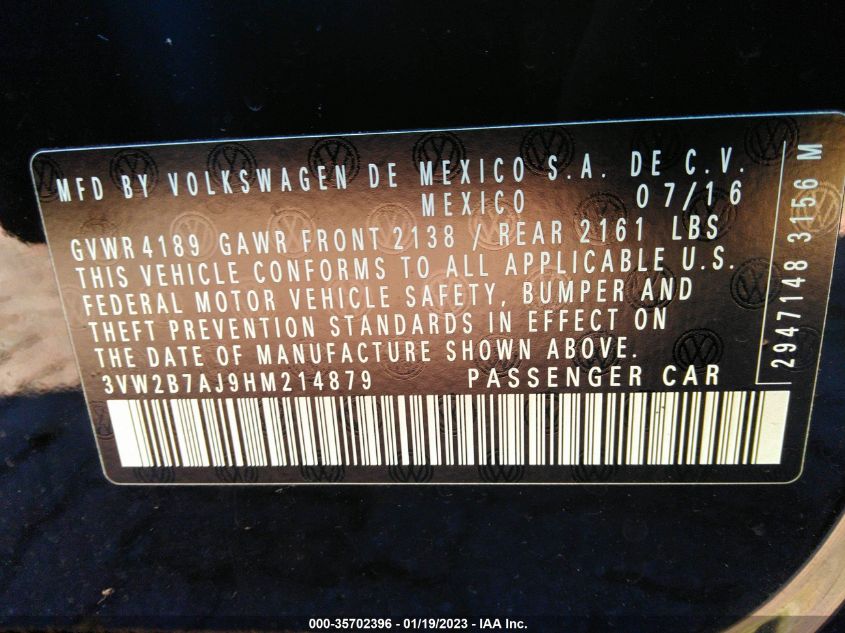 MFD BY VOLKSWAGEN DE MEXICO S.A. DE C.V.
MEXICO 07/16
GVWR 4189 GAWR FRONT 2138 / REAR 2161 LBS
THIS VEHICLE CONFORMS TO ALL APPLICABLE U.S.
FEDERAL MOTOR VEHICLE SAFETY, BUMPER AND
THEFT PREVENTION STANDARDS IN EFFECT ON
THE DATE OF MANUFACTURE SHOWN ABOVE.
3VW2B7AJ9HM214879 PASSENGER CAR
2947148 3156 M
000-35702396 - 01/19/2023 - IAA Inc.